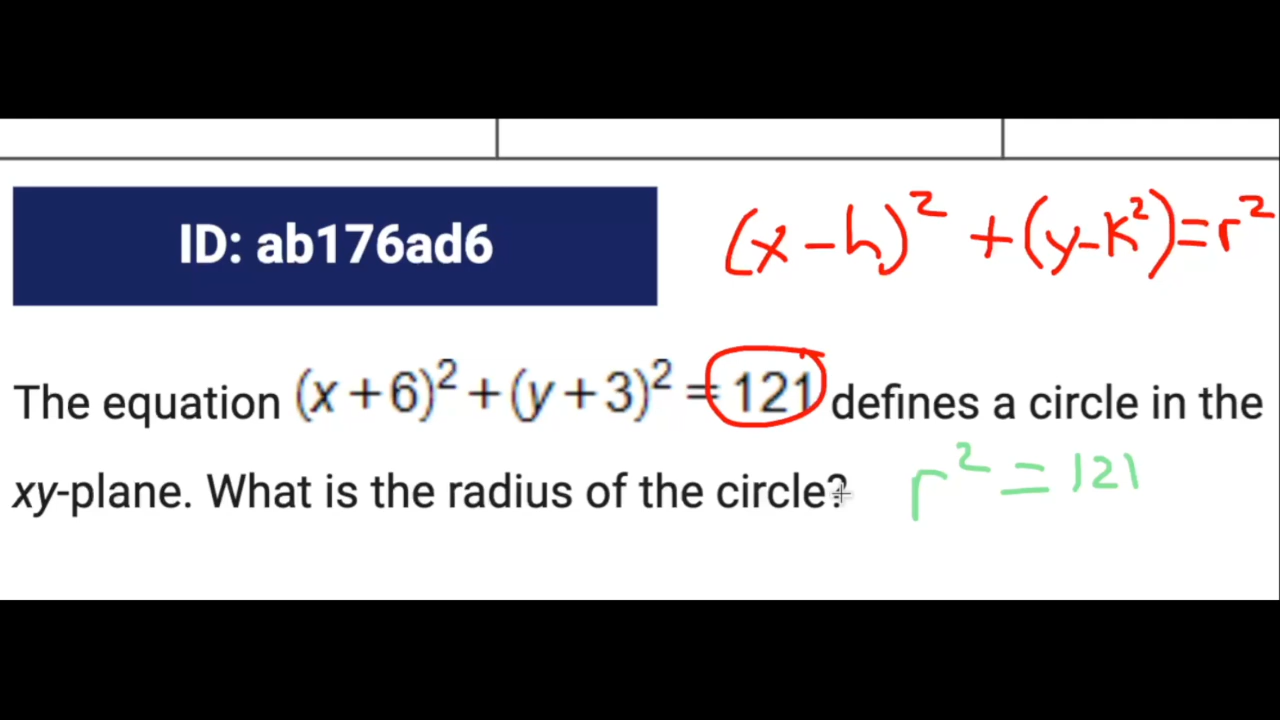 ID: ab176ad6
(x-h)² + (y-k²)=r²
The equation (x+6)² + (y+3)² = 121 defines a circle in the
xy-plane. What is the radius of the circle?
r² = 121